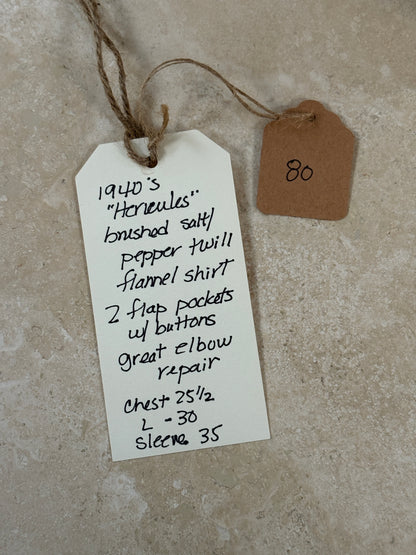 1940's
"Hercules"
brushed salt/
pepper twill
flannel shirt
2 flap pockets
w/ buttons
great elbow
repair
Chest - 25 1/2
L - 30
Sleeve 35
80